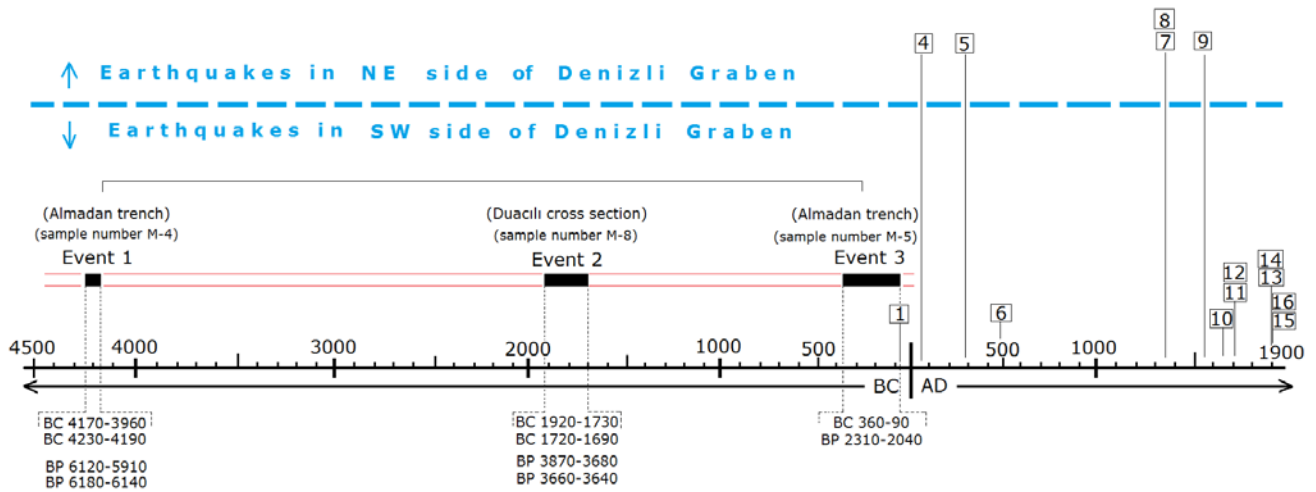 8
4 5 7 9
↑ Earthquakes in NE side of Denizli Graben
↓ Earthquakes in SW side of Denizli Graben
(Almadan trench)
(sample number M-4)
Event 1
(Duacılı cross section)
(sample number M-8)
Event 2
(Almadan trench)
(sample number M-5)
Event 3
14
12 13
11 16
1 6 10 15
4500 4000 3000 2000 1000 500 500 1000 1900
BC AD
BC 4170-3960
BC 4230-4190
BP 6120-5910
BP 6180-6140
BC 1920-1730
BC 1720-1690
BP 3870-3680
BP 3660-3640
BC 360-90
BP 2310-2040